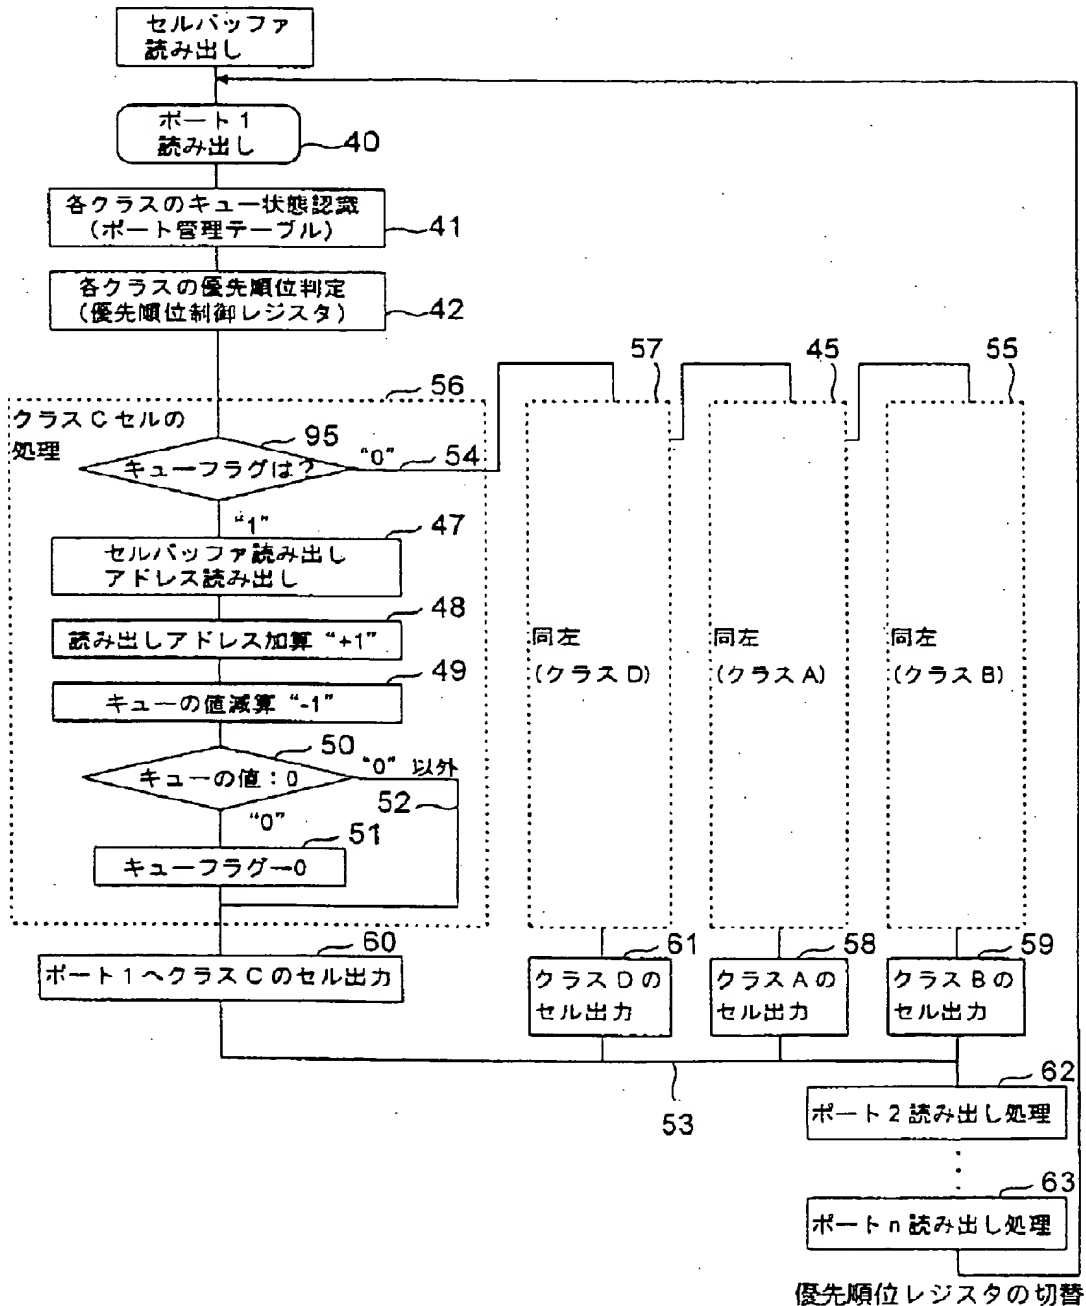 セルバッファ
読み出し
ポート1
読み出し
40
各クラスのキュー状態認識
(ポート管理テーブル)
41
各クラスの優先順位判定
(優先順位制御レジスタ)
42
57
45
55
56
クラスCセルの
処理
95
キューフラグは?
“0”
54
“1”
47
セルバッファ読み出し
アドレス読み出し
48
読み出しアドレス加算“+1”
49
キューの値減算“-1”
50
キューの値:0
“0”以外
52
“0”
51
キューフラグ←0
同左
(クラスD)
同左
(クラスA)
同左
(クラスB)
60
ポート1へクラスCのセル出力
61
クラスDの
セル出力
58
クラスAの
セル出力
59
クラスBの
セル出力
53
62
ポート2読み出し処理
63
ポートn読み出し処理
優先順位レジスタの切替